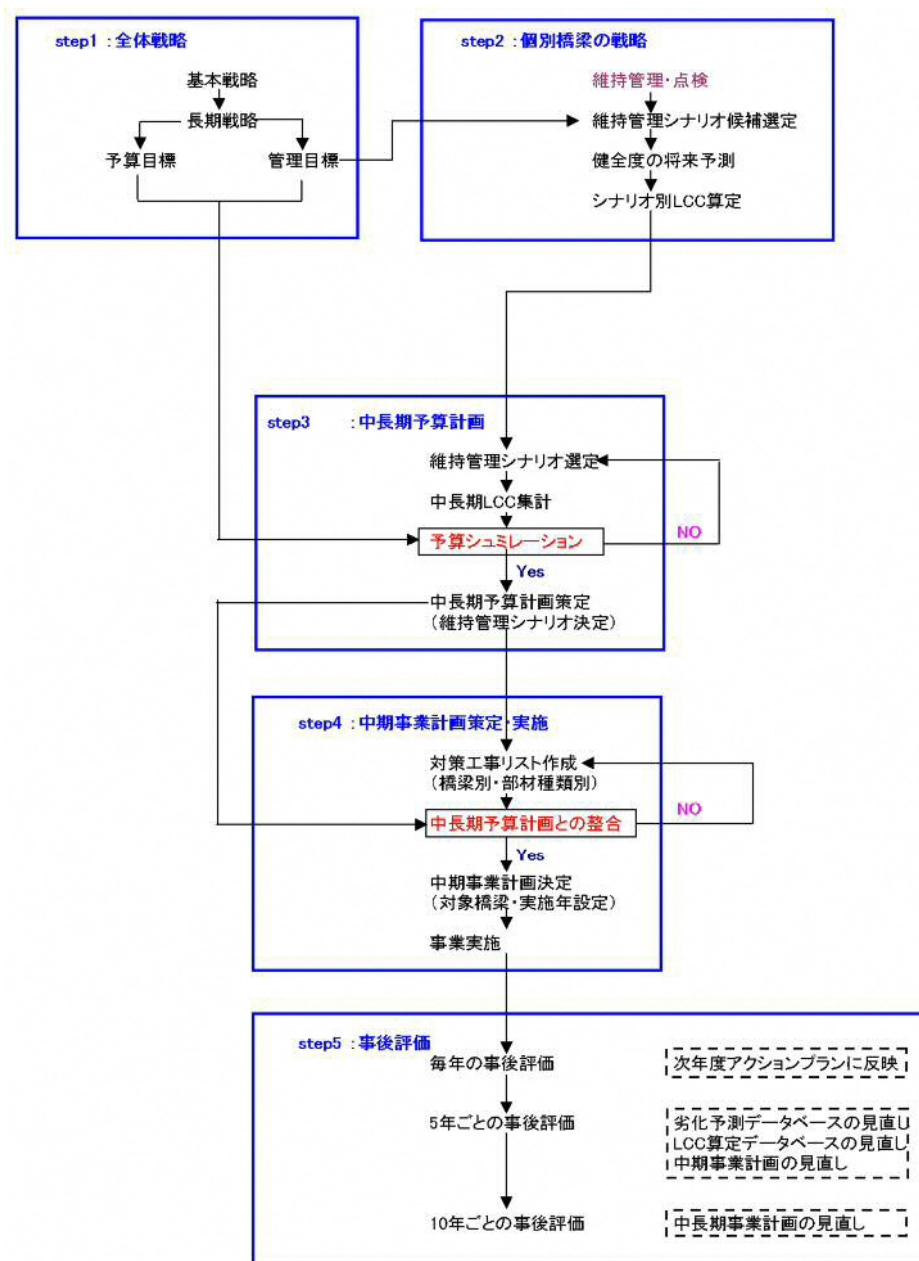 step1 : 全体戦略
基本戦略
長期戦略
予算目標
管理目標
step2 : 個別橋梁の戦略
維持管理・点検
維持管理シナリオ候補選定
健全度の将来予測
シナリオ別LCC算定
step3 : 中長期予算計画
維持管理シナリオ選定
中長期LCC集計
予算シュミレーション
NO
Yes
中長期予算計画策定
(維持管理シナリオ決定)
step4 : 中期事業計画策定・実施
対策工事リスト作成
(橋梁別・部材種類別)
中長期予算計画との整合
NO
Yes
中期事業計画決定
(対象橋梁・実施年設定)
事業実施
step5 : 事後評価
毎年の事後評価
次年度アクションプランに反映
5年ごとの事後評価
劣化予測データベースの見直し
LCC算定データベースの見直し
中期事業計画の見直し
10年ごとの事後評価
中長期事業計画の見直し